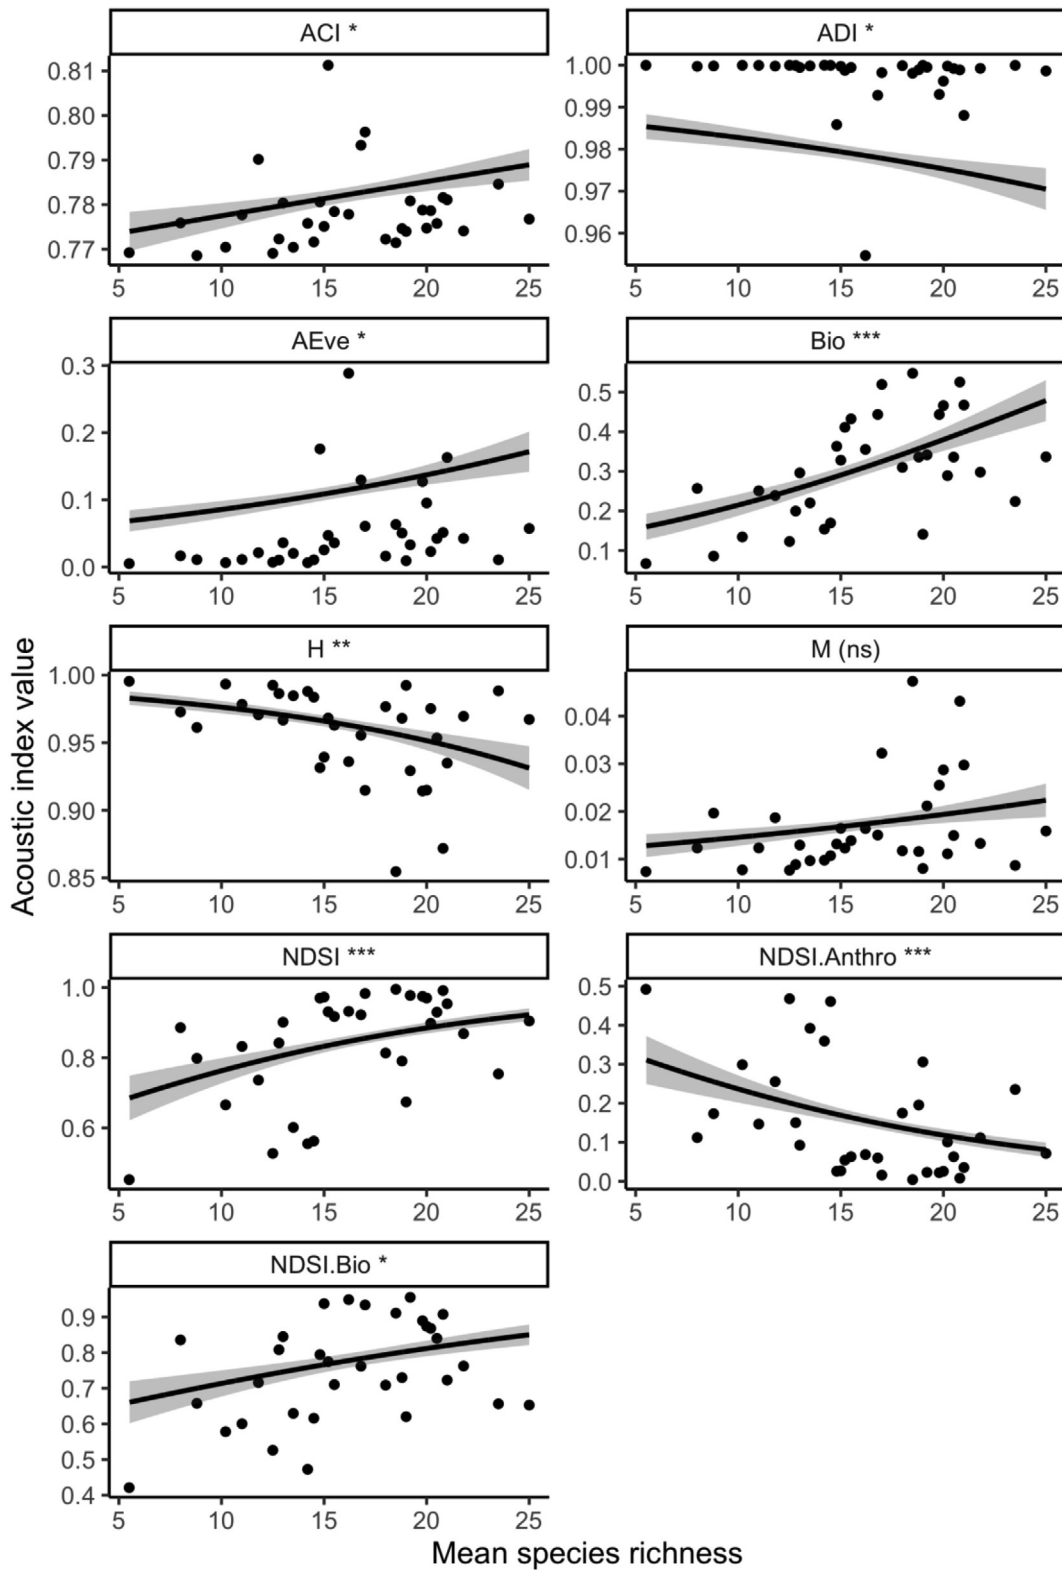 ACI *
ADI *
0.81
0.80
0.79
0.78
0.77
1.00
0.99
0.98
0.97
0.96
5 10 15 20 25
5 10 15 20 25
AEve *
Bio ***
0.3
0.2
0.1
0.0
0.5
0.4
0.3
0.2
0.1
5 10 15 20 25
5 10 15 20 25
H **
M (ns)
1.00
0.95
0.90
0.85
0.04
0.03
0.02
0.01
5 10 15 20 25
5 10 15 20 25
NDSI ***
NDSI.Anthro ***
1.0
0.8
0.6
0.5
0.4
0.3
0.2
0.1
0.0
5 10 15 20 25
5 10 15 20 25
NDSI.Bio *
0.9
0.8
0.7
0.6
0.5
0.4
5 10 15 20 25
Acoustic index value
Mean species richness